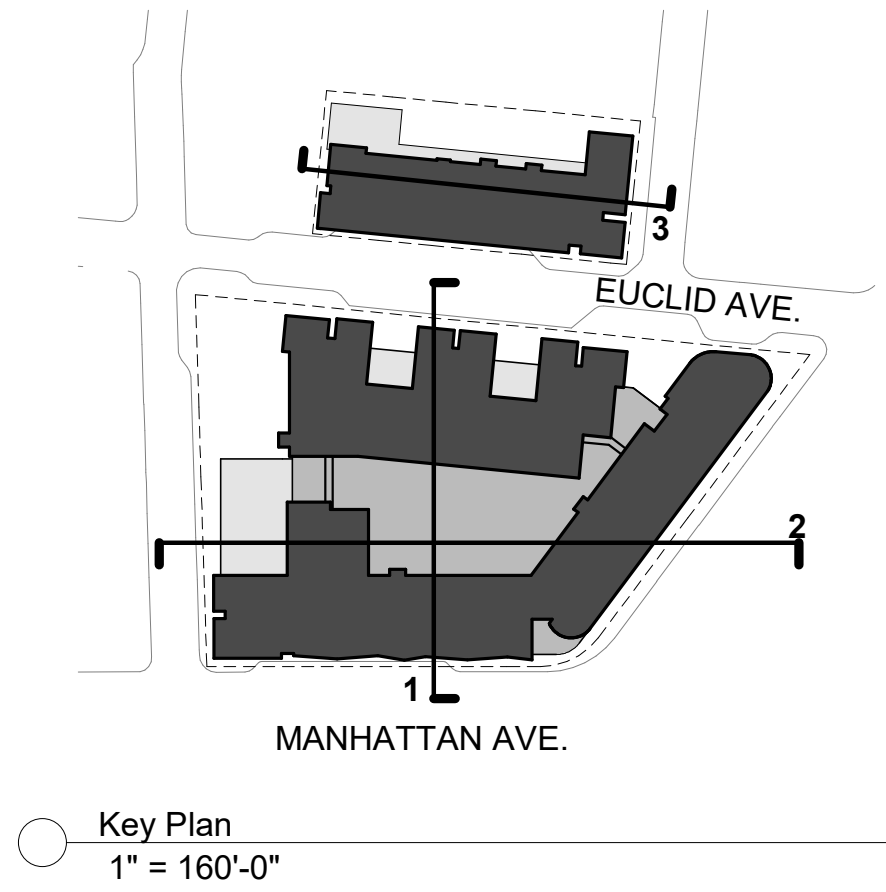 3
EUCLID AVE.
2
1
MANHATTAN AVE.
Key Plan
1" = 160'-0"